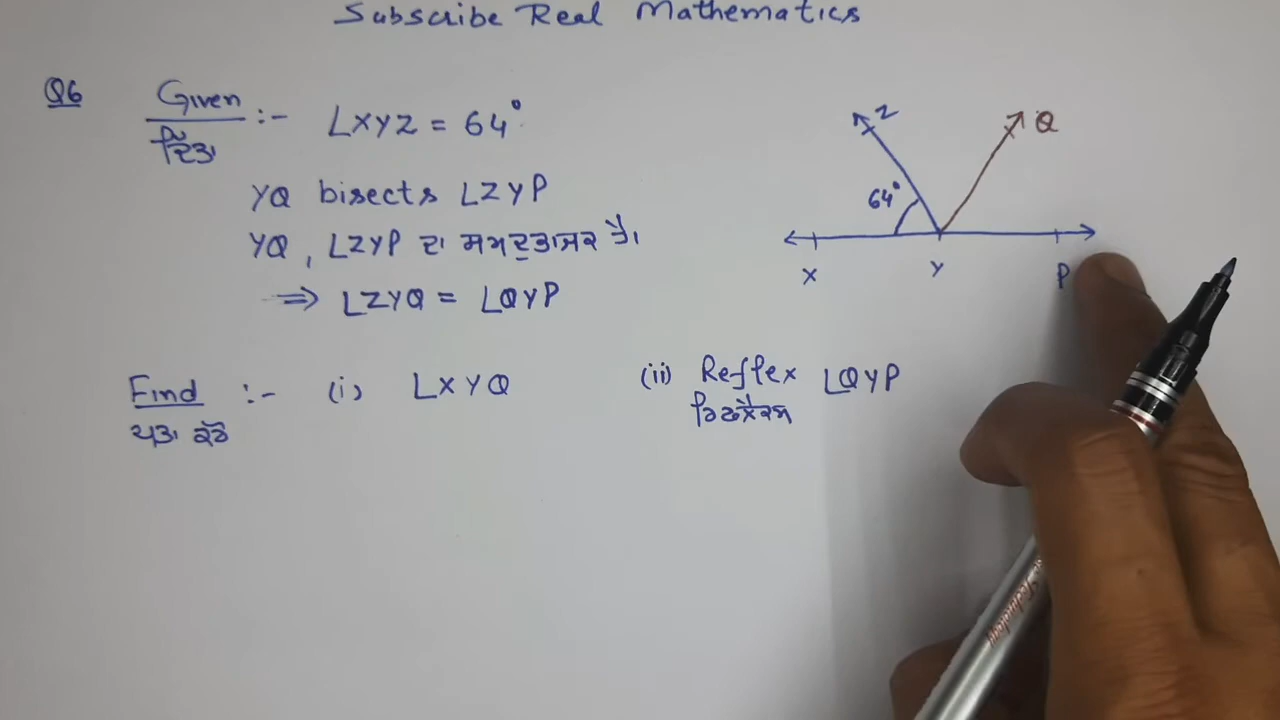 Subscribe Real Mathematics
Q6 Given :- ∠XYZ = 64°
ਦਿੱਤਾ
YQ bisects ∠ZYP
YQ, ∠ZYP ਦਾ ਸਮਦੁਭਾਜਕ ਹੈ।
⇒ ∠ZYQ = ∠QYP
Find :- (i) ∠XYQ (ii) Reflex ∠QYP
ਪਤਾ ਕਰੋ ਰਿਫਲੈਕਸ
Z Q
64°
X Y P
Technology